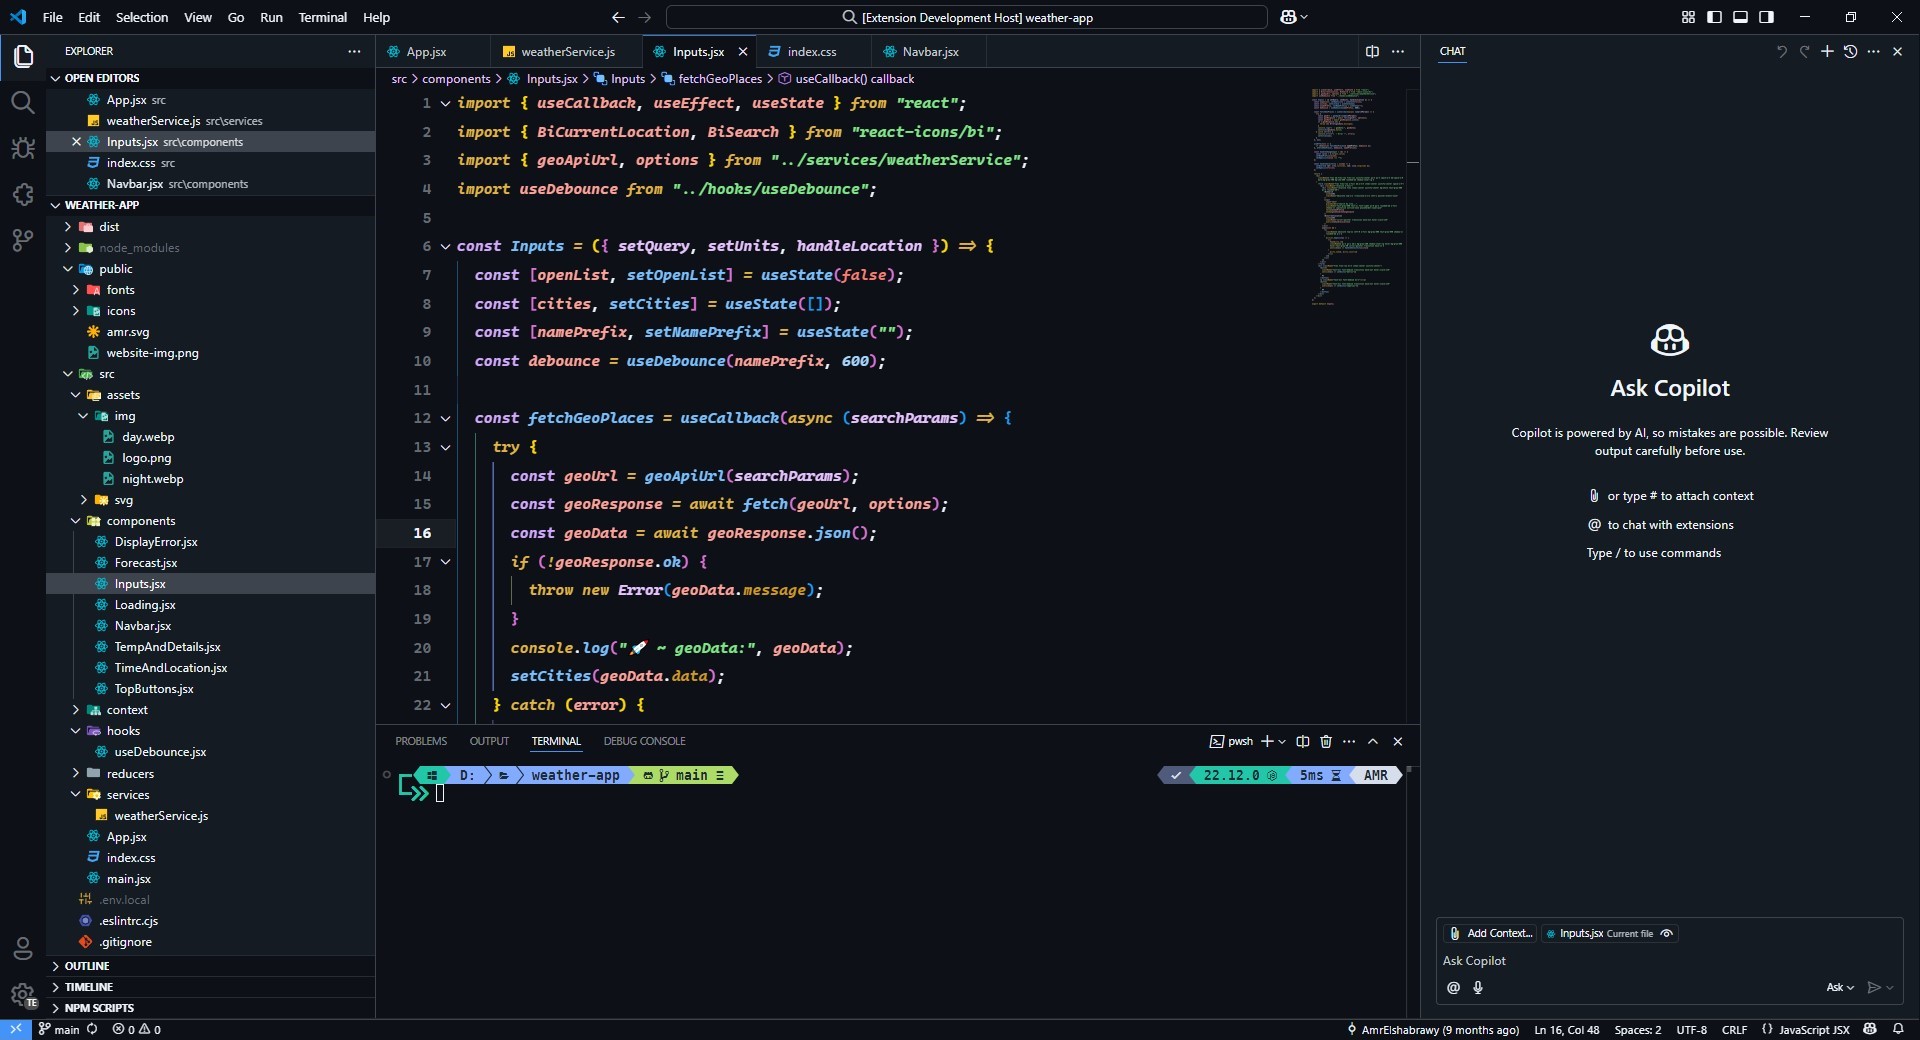 File Edit Selection View Go Run Terminal Help
[Extension Development Host] weather-app
EXPLORER
OPEN EDITORS
App.jsx src
weatherService.js src\services
Inputs.jsx src\components
index.css src
Navbar.jsx src\components
WEATHER-APP
dist
node_modules
public
fonts
icons
amr.svg
website-img.png
src
assets
img
day.webp
logo.png
night.webp
svg
components
DisplayError.jsx
Forecast.jsx
Inputs.jsx
Loading.jsx
Navbar.jsx
TempAndDetails.jsx
TimeAndLocation.jsx
TopButtons.jsx
context
hooks
useDebounce.jsx
reducers
services
weatherService.js
App.jsx
index.css
main.jsx
.env.local
.eslintrc.cjs
.gitignore
OUTLINE
TIMELINE
NPM SCRIPTS
TE
App.jsx weatherService.js Inputs.jsx index.css Navbar.jsx
src > components > Inputs.jsx > Inputs > fetchGeoPlaces > useCallback() callback
1 import { useCallback, useEffect, useState } from "react";
2 import { BiCurrentLocation, BiSearch } from "react-icons/bi";
3 import { geoApiUrl, options } from "../services/weatherService";
4 import useDebounce from "../hooks/useDebounce";
5
6 const Inputs = ({ setQuery, setUnits, handleLocation }) => {
7 const [openList, setOpenList] = useState(false);
8 const [cities, setCities] = useState([]);
9 const [namePrefix, setNamePrefix] = useState("");
10 const debounce = useDebounce(namePrefix, 600);
11
12 const fetchGeoPlaces = useCallback(async (searchParams) => {
13 try {
14 const geoUrl = geoApiUrl(searchParams);
15 const geoResponse = await fetch(geoUrl, options);
16 const geoData = await geoResponse.json();
17 if (!geoResponse.ok) {
18 throw new Error(geoData.message);
19 }
20 console.log("🚀 ~ geoData:", geoData);
21 setCities(geoData.data);
22 } catch (error) {
PROBLEMS OUTPUT TERMINAL DEBUG CONSOLE
pwsh
D: weather-app main
22.12.0 5ms AMR
CHAT
Ask Copilot
Copilot is powered by AI, so mistakes are possible. Review
output carefully before use.
or type # to attach context
@ to chat with extensions
Type / to use commands
Add Context... Inputs.jsx Current file
Ask Copilot
@ Ask
main 0 0
AmrElshabrawy (9 months ago) Ln 16, Col 48 Spaces: 2 UTF-8 CRLF {} JavaScript JSX